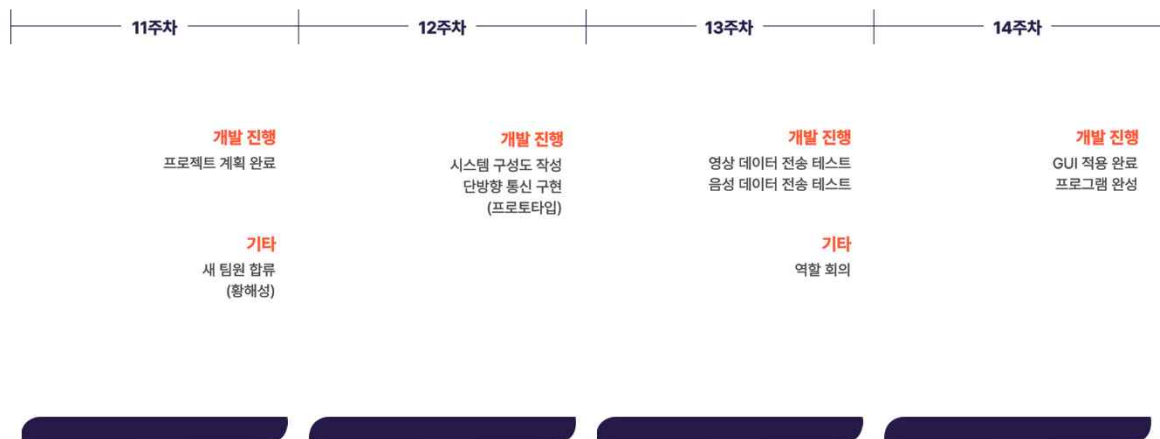 11주차
12주차
13주차
14주차
개발 진행
프로젝트 계획 완료
기타
새 팀원 합류
(황해성)
개발 진행
시스템 구성도 작성
단방향 통신 구현
(프로토타입)
개발 진행
영상 데이터 전송 테스트
음성 데이터 전송 테스트
기타
역할 회의
개발 진행
GUI 적용 완료
프로그램 완성